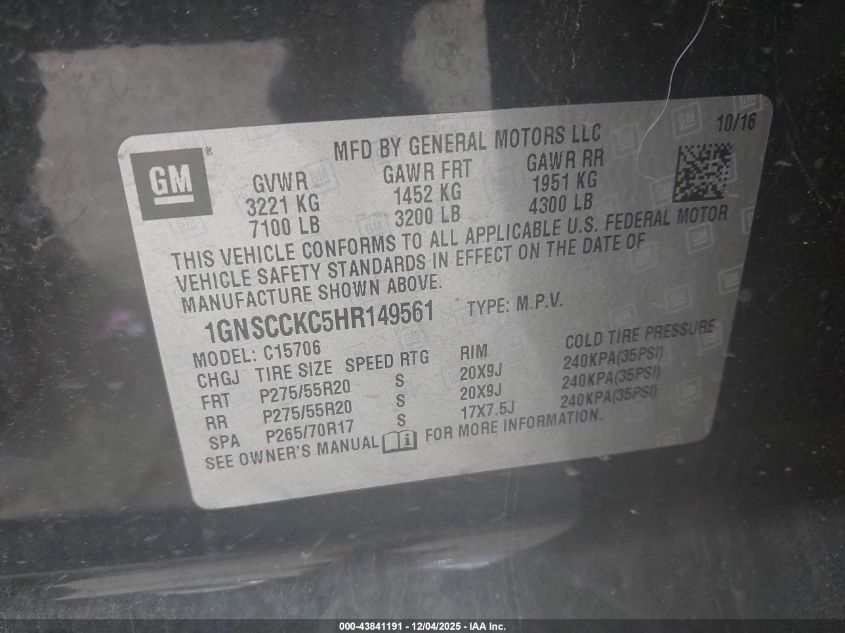 10/16
MFD BY GENERAL MOTORS LLC
GM®
GVWR GAWR FRT GAWR RR
3221 KG 1452 KG 1951 KG
7100 LB 3200 LB 4300 LB
THIS VEHICLE CONFORMS TO ALL APPLICABLE U.S. FEDERAL MOTOR
VEHICLE SAFETY STANDARDS IN EFFECT ON THE DATE OF
MANUFACTURE SHOWN ABOVE.
1GNSCCKC5HR149561 TYPE: M.P.V.
MODEL: C15706
CHGJ TIRE SIZE SPEED RTG RIM COLD TIRE PRESSURE
FRT P275/55R20 S 20X9J 240KPA(35PSI)
RR P275/55R20 S 20X9J 240KPA(35PSI)
SPA P265/70R17 S 17X7.5J 240KPA(35PSI)
SEE OWNER'S MANUAL FOR MORE INFORMATION.
000-43841191 - 12/04/2025 - IAA Inc.